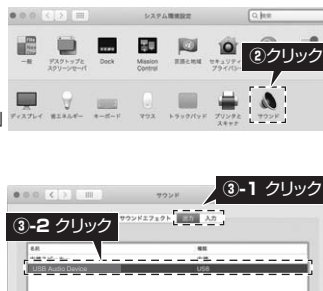 システム環境設定
検索
一般
デスクトップと
スクリーンセーバ
Dock
Mission
Control
言語と地域
セキュリティ
プライバシー
②クリック
ディスプレイ
省エネルギー
キーボード
マウス
トラックパッド
プリンタと
スキャナ
サウンド
サウンド
③-1 クリック
サウンドエフェクト
出力
入力
③-2 クリック
名前
種類
USB Audio Device
USB